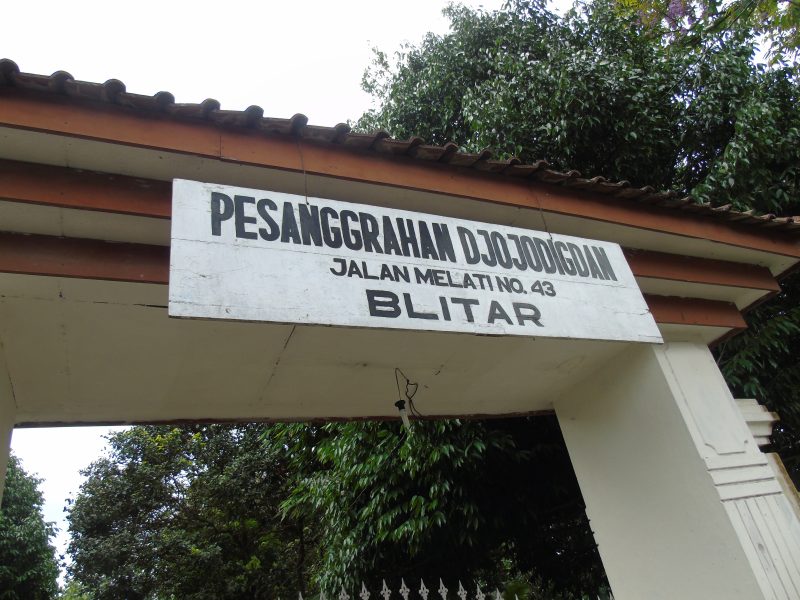 PESANGGRAHAN DJOJODIGDAN
JALAN MELATI NO. 43
BLITAR